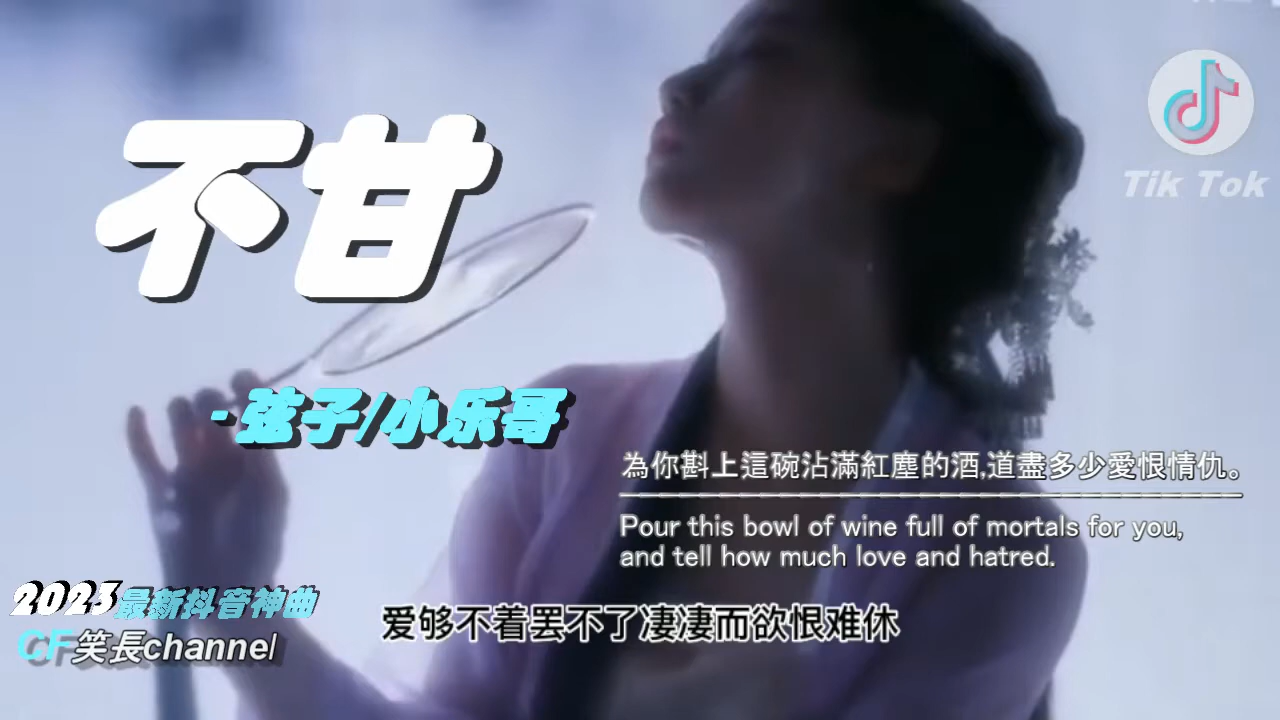 不甘
Tik Tok
-弦子/小乐哥
為你斟上這碗沾滿紅塵的酒,道盡多少愛恨情仇。
Pour this bowl of wine full of mortals for you,
and tell how much love and hatred.
2023最新抖音神曲
CF笑長channel
爱够不着罢不了凄凄而欲恨难休